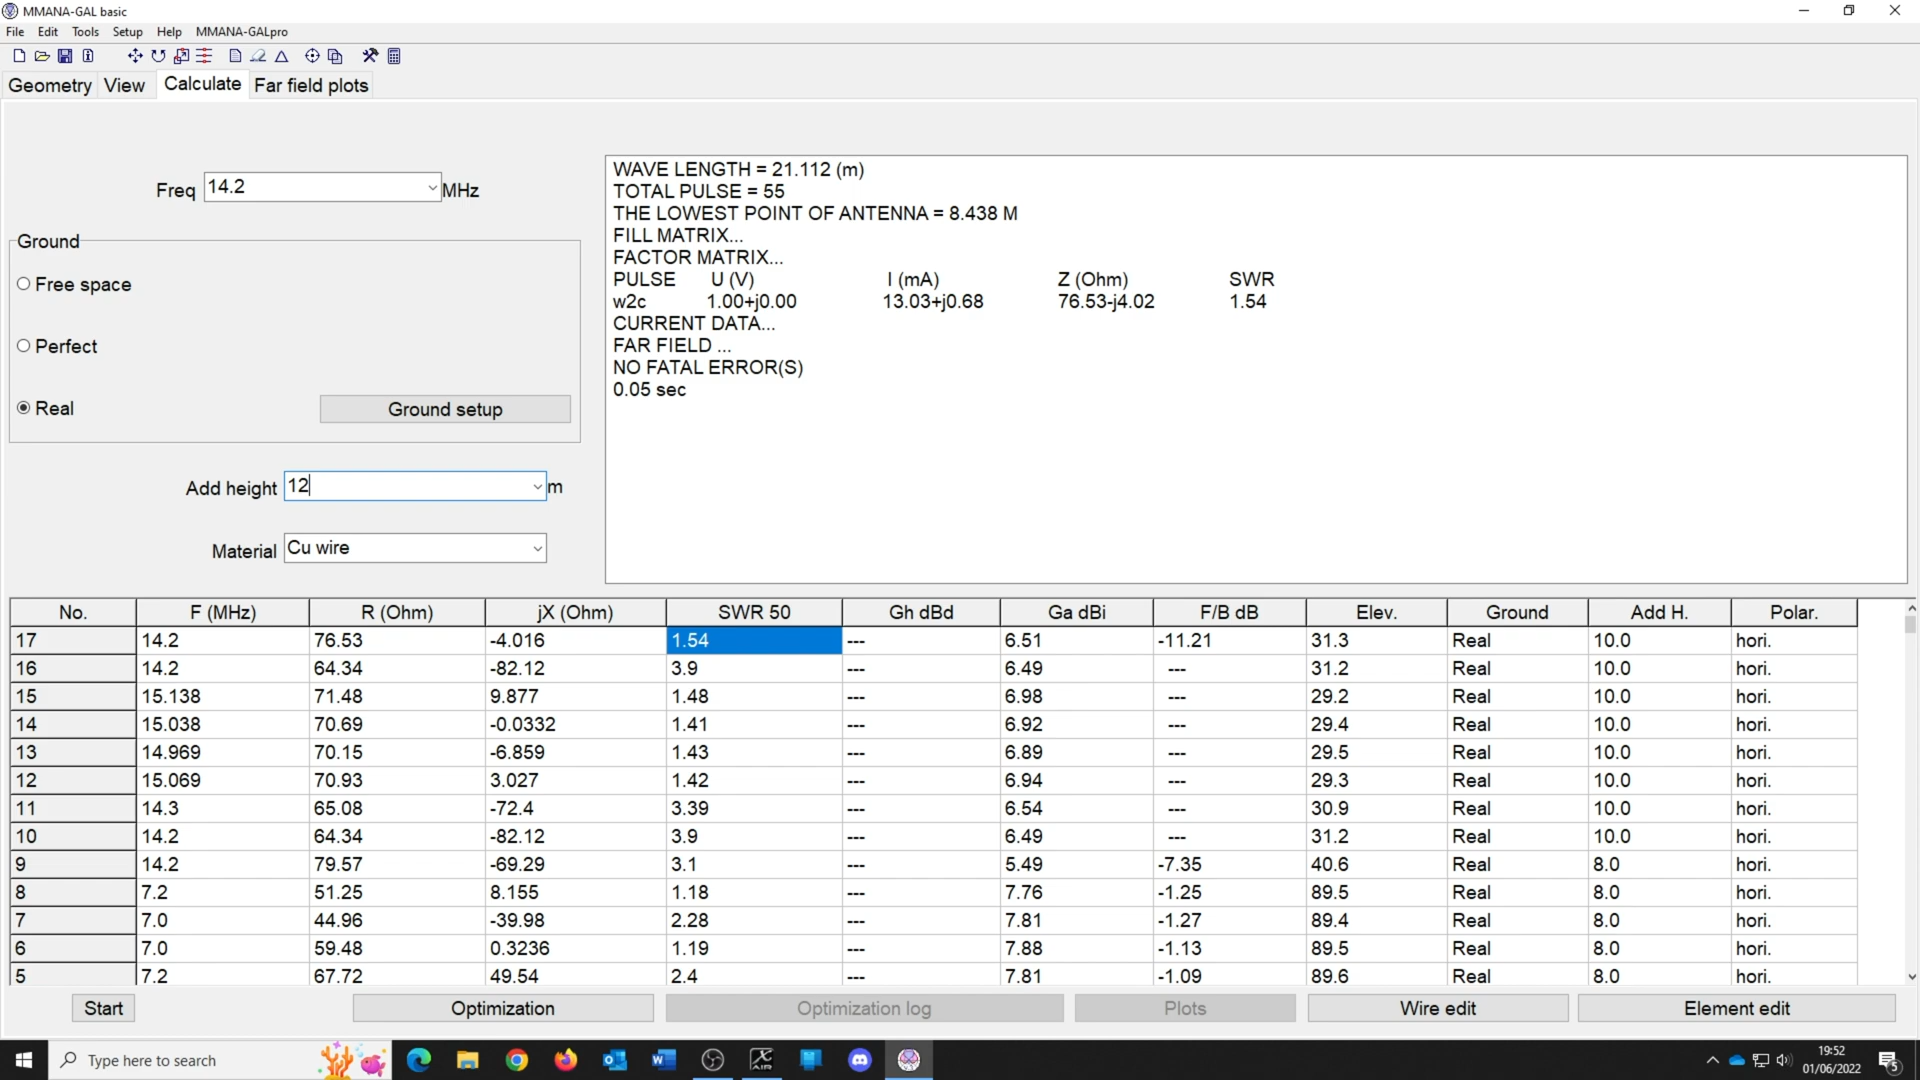 MMANA-GAL basic
File Edit Tools Setup Help MMANA-GALpro
Geometry View Calculate Far field plots
Freq 14.2 MHz
Ground
Free space
Perfect
Real Ground setup
Add height 12 m
Material Cu wire
WAVE LENGTH = 21.112 (m)
TOTAL PULSE = 55
THE LOWEST POINT OF ANTENNA = 8.438 M
FILL MATRIX...
FACTOR MATRIX...
PULSE U (V) I (mA) Z (Ohm) SWR
w2c 1.00+j0.00 13.03+j0.68 76.53-j4.02 1.54
CURRENT DATA...
FAR FIELD ...
NO FATAL ERROR(S)
0.05 sec
No. F (MHz) R (Ohm) jX (Ohm) SWR 50 Gh dBd Ga dBi F/B dB Elev. Ground Add H. Polar.
17 14.2 76.53 -4.016 1.54 --- 6.51 -11.21 31.3 Real 10.0 hori.
16 14.2 64.34 -82.12 3.9 --- 6.49 --- 31.2 Real 10.0 hori.
15 15.138 71.48 9.877 1.48 --- 6.98 --- 29.2 Real 10.0 hori.
14 15.038 70.69 -0.0332 1.41 --- 6.92 --- 29.4 Real 10.0 hori.
13 14.969 70.15 -6.859 1.43 --- 6.89 --- 29.5 Real 10.0 hori.
12 15.069 70.93 3.027 1.42 --- 6.94 --- 29.3 Real 10.0 hori.
11 14.3 65.08 -72.4 3.39 --- 6.54 --- 30.9 Real 10.0 hori.
10 14.2 64.34 -82.12 3.9 --- 6.49 --- 31.2 Real 10.0 hori.
9 14.2 79.57 -69.29 3.1 --- 5.49 -7.35 40.6 Real 8.0 hori.
8 7.2 51.25 8.155 1.18 --- 7.76 -1.25 89.5 Real 8.0 hori.
7 7.0 44.96 -39.98 2.28 --- 7.81 -1.27 89.4 Real 8.0 hori.
6 7.0 59.48 0.3236 1.19 --- 7.88 -1.13 89.5 Real 8.0 hori.
5 7.2 67.72 49.54 2.4 --- 7.81 -1.09 89.6 Real 8.0 hori.
Start Optimization Optimization log Plots Wire edit Element edit
Type here to search
19:52
01/06/2022
5